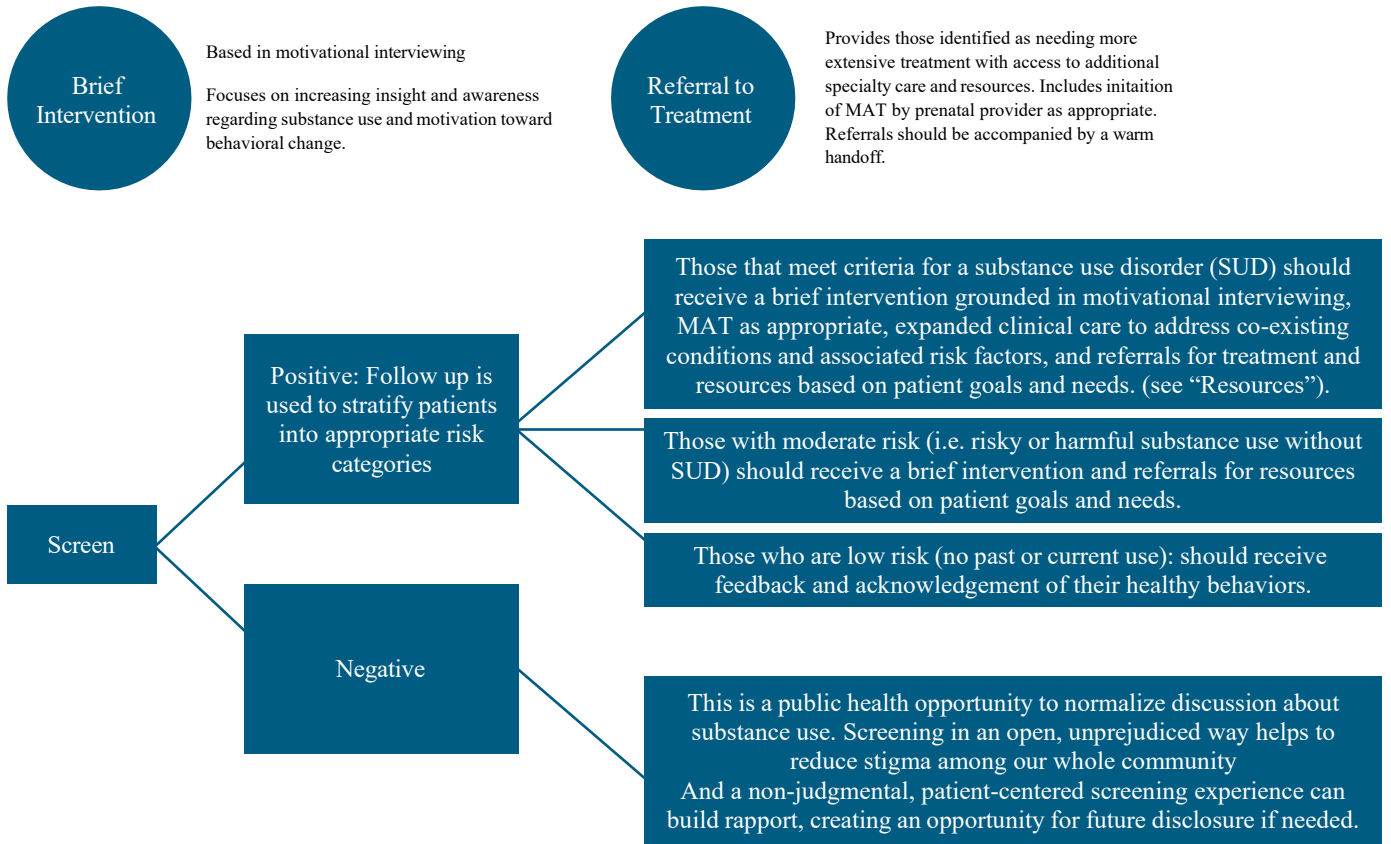 Brief
Intervention
Based in motivational interviewing
Focuses on increasing insight and awareness
regarding substance use and motivation toward
behavioral change.
Referral to
Treatment
Provides those identified as needing more
extensive treatment with access to additional
specialty care and resources. Includes initaition
of MAT by prenatal provider as appropriate.
Referrals should be accompanied by a warm
handoff.
Screen
Positive: Follow up is
used to stratify patients
into appropriate risk
categories
Those that meet criteria for a substance use disorder (SUD) should
receive a brief intervention grounded in motivational interviewing,
MAT as appropriate, expanded clinical care to address co-existing
conditions and associated risk factors, and referrals for treatment and
resources based on patient goals and needs. (see “Resources”).
Those with moderate risk (i.e. risky or harmful substance use without
SUD) should receive a brief intervention and referrals for resources
based on patient goals and needs.
Those who are low risk (no past or current use): should receive
feedback and acknowledgement of their healthy behaviors.
Negative
This is a public health opportunity to normalize discussion about
substance use. Screening in an open, unprejudiced way helps to
reduce stigma among our whole community
And a non-judgmental, patient-centered screening experience can
build rapport, creating an opportunity for future disclosure if needed.